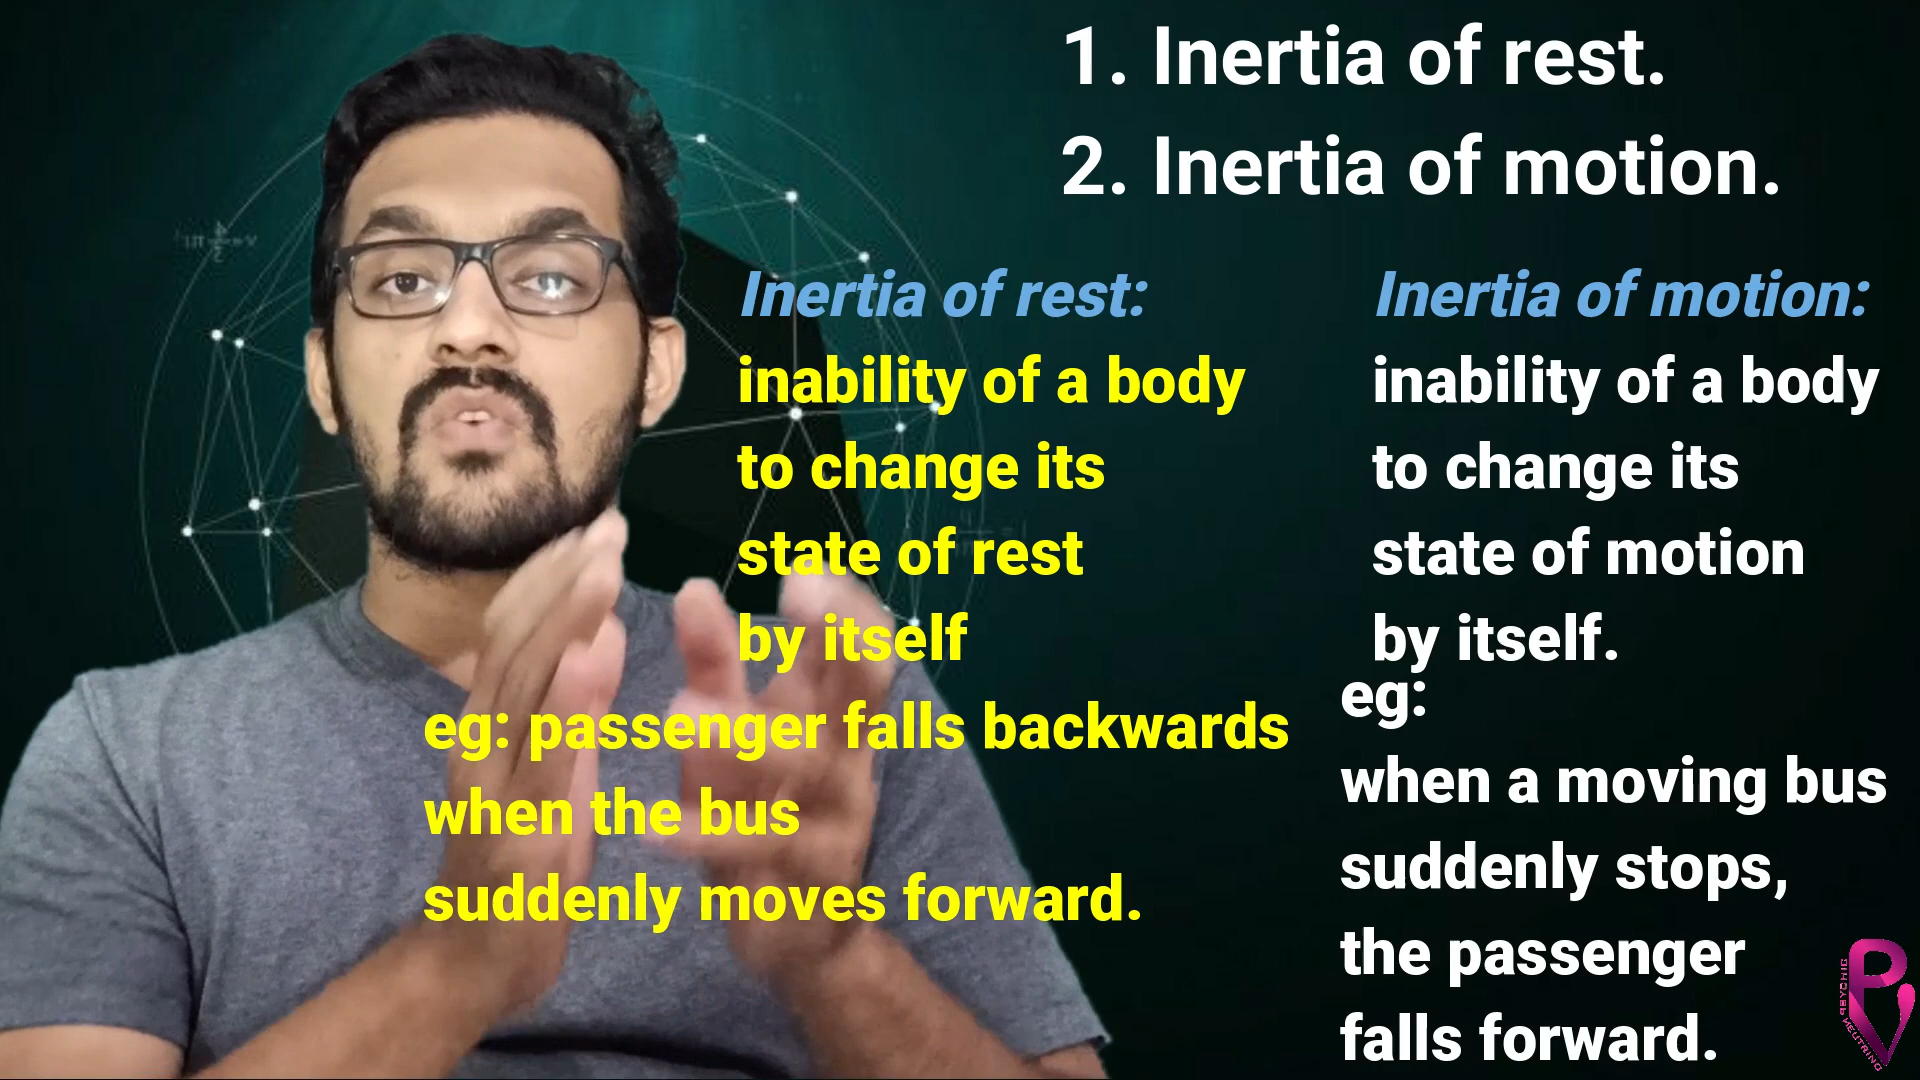 1. Inertia of rest.
2. Inertia of motion.
Inertia of rest:
inability of a body
to change its
state of rest
by itself
eg: passenger falls backwards
when the bus
suddenly moves forward.
Inertia of motion:
inability of a body
to change its
state of motion
by itself.
eg:
when a moving bus
suddenly stops,
the passenger
falls forward.
PSYCHIC
NEUTRINO